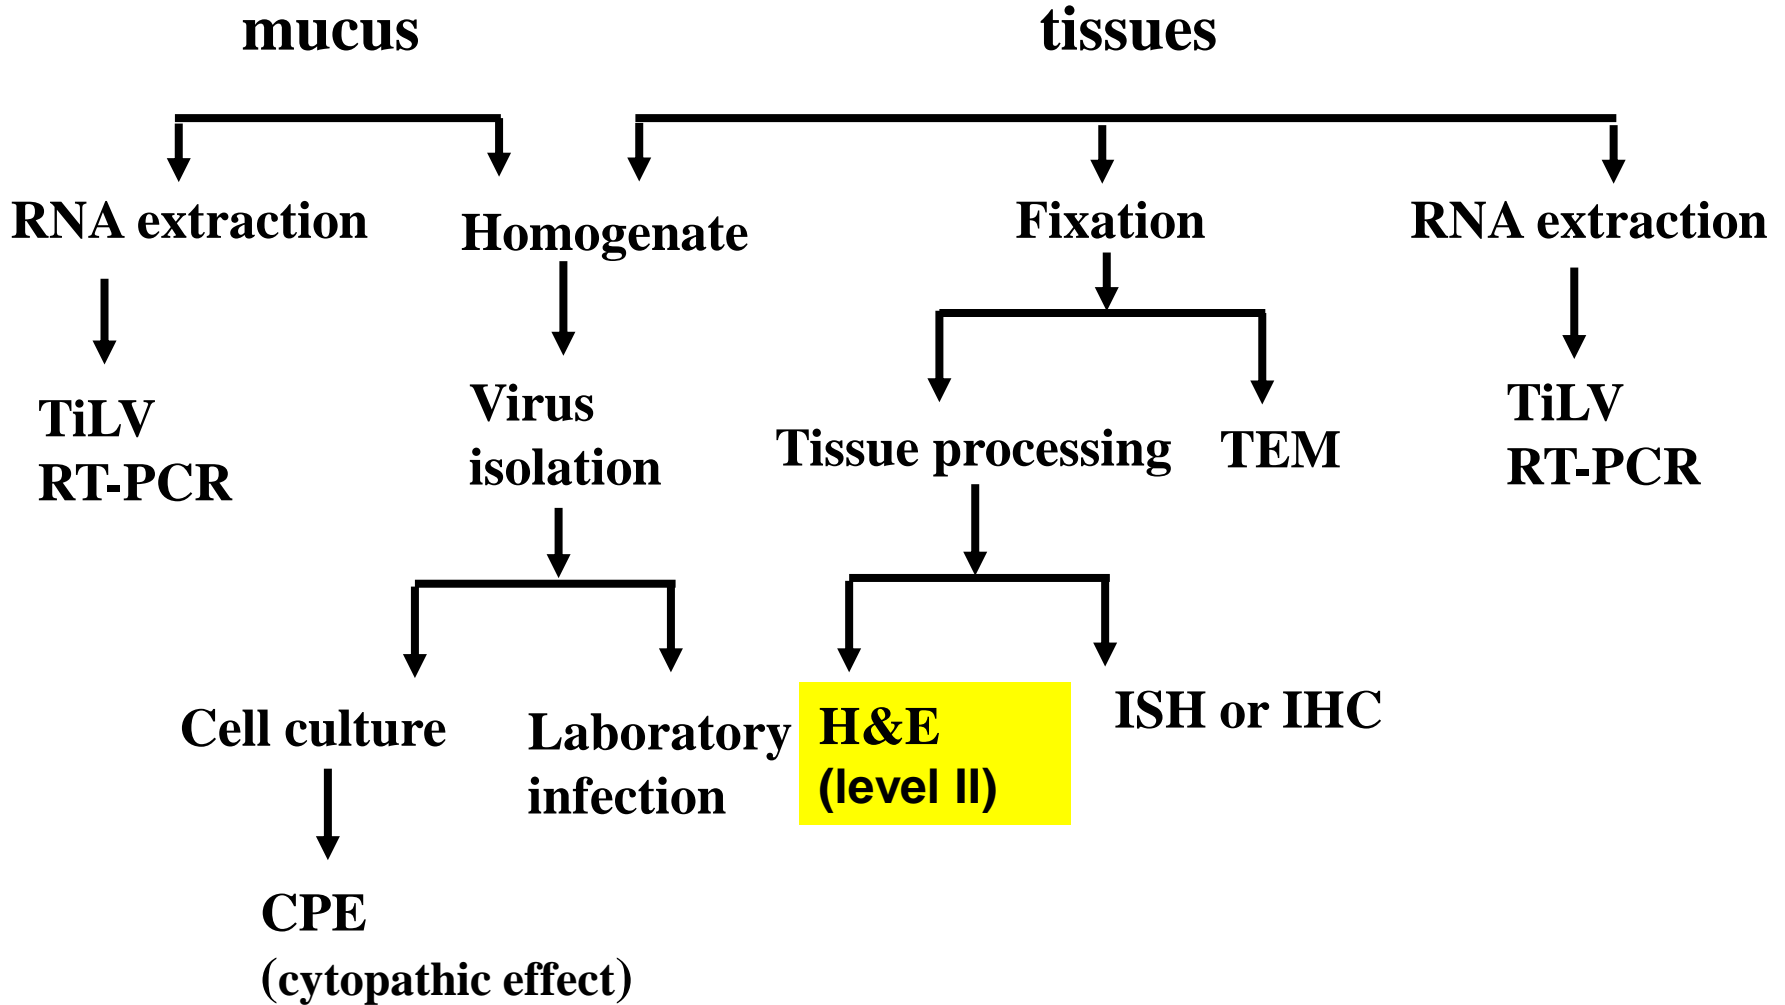 mucus
tissues
RNA extraction
Homogenate
Fixation
RNA extraction
TiLV
RT-PCR
Virus
isolation
Tissue processing
TEM
TiLV
RT-PCR
Cell culture
Laboratory
infection
H&E
(level II)
ISH or IHC
CPE
(cytopathic effect)